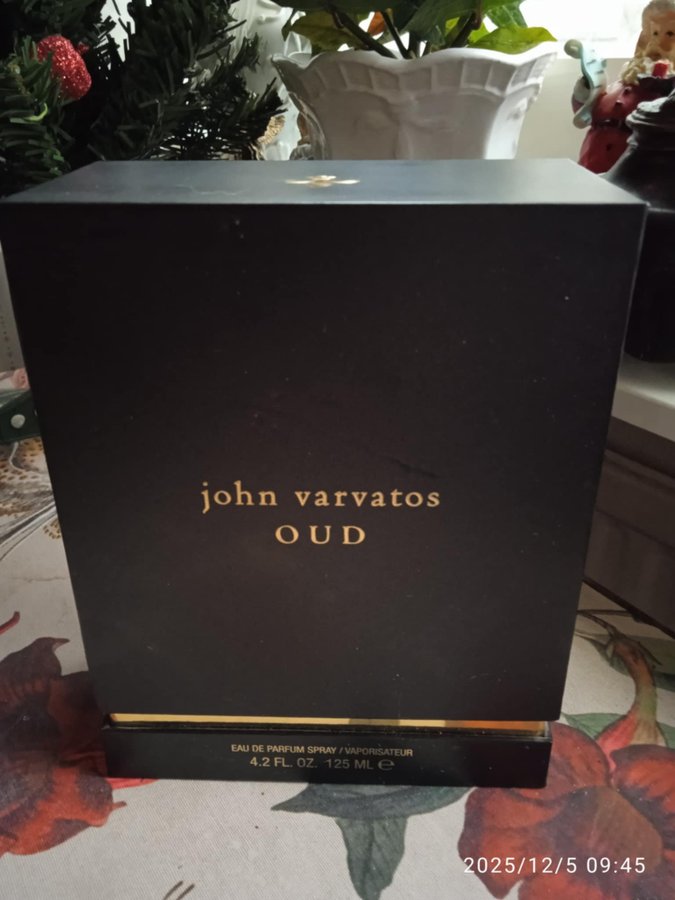 john varvatos
OUD
EAU DE PARFUM SPRAY / VAPORISATEUR
4.2 FL. OZ. 125 ML ℮
2025/12/5 09:45